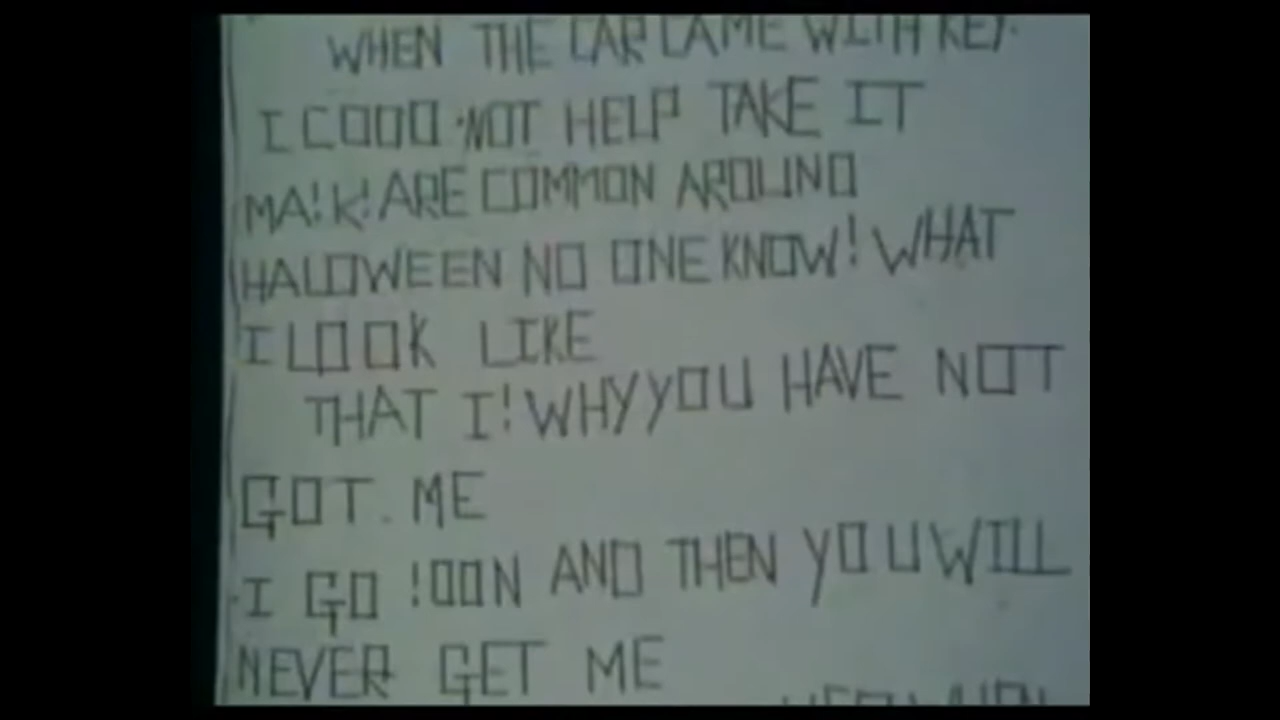 WHEN THE CAR CAME WITH KEY.
I COOD NOT HELP TAKE IT
MA!K!ARE COMMON AROUND
HALOWEEN NO ONE KNOW! WHAT
I LOOK LIKE
THAT I! WHY YOU HAVE NOT
GOT ME
I GO !OON AND THEN YOU WILL
NEVER GET ME